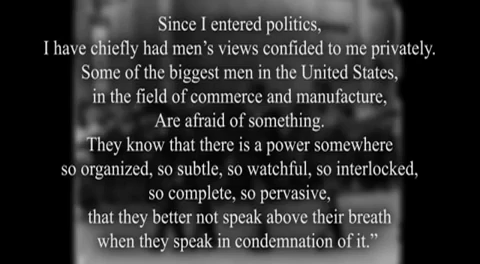 Since I entered politics,
I have chiefly had men's views confided to me privately.
Some of the biggest men in the United States,
in the field of commerce and manufacture,
Are afraid of something.
They know that there is a power somewhere
so organized, so subtle, so watchful, so interlocked,
so complete, so pervasive,
that they better not speak above their breath
when they speak in condemnation of it.”